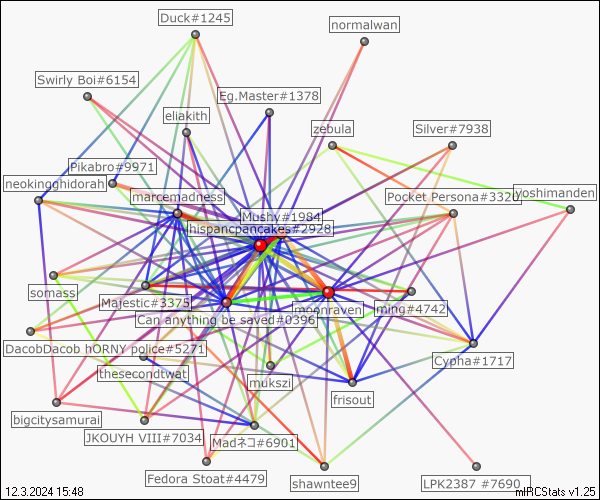 Duck#1245
normalwan
Swirly Boi#6154
Eg.Master#1378
eliakith
zebula
Silver#7938
Pikabro#9971
neokingghidorah
marcemadness
Pocket Persona#3320
yoshimanden
Mushy#1984
hispancpancakes#2928
somass
Majestic#3375
moonraven
ming#4742
Can anything be saved#0396
DacobDacob hORNY police#5271
Cypha#1717
thesecondtwat
mukszi
frisout
bigcitysamurai
JKOUYH VIII#7034
Madネコ#6901
Fedora Stoat#4479
shawntee9
LPK2387 #7690
12.3.2024 15:48
mIRCStats v1.25